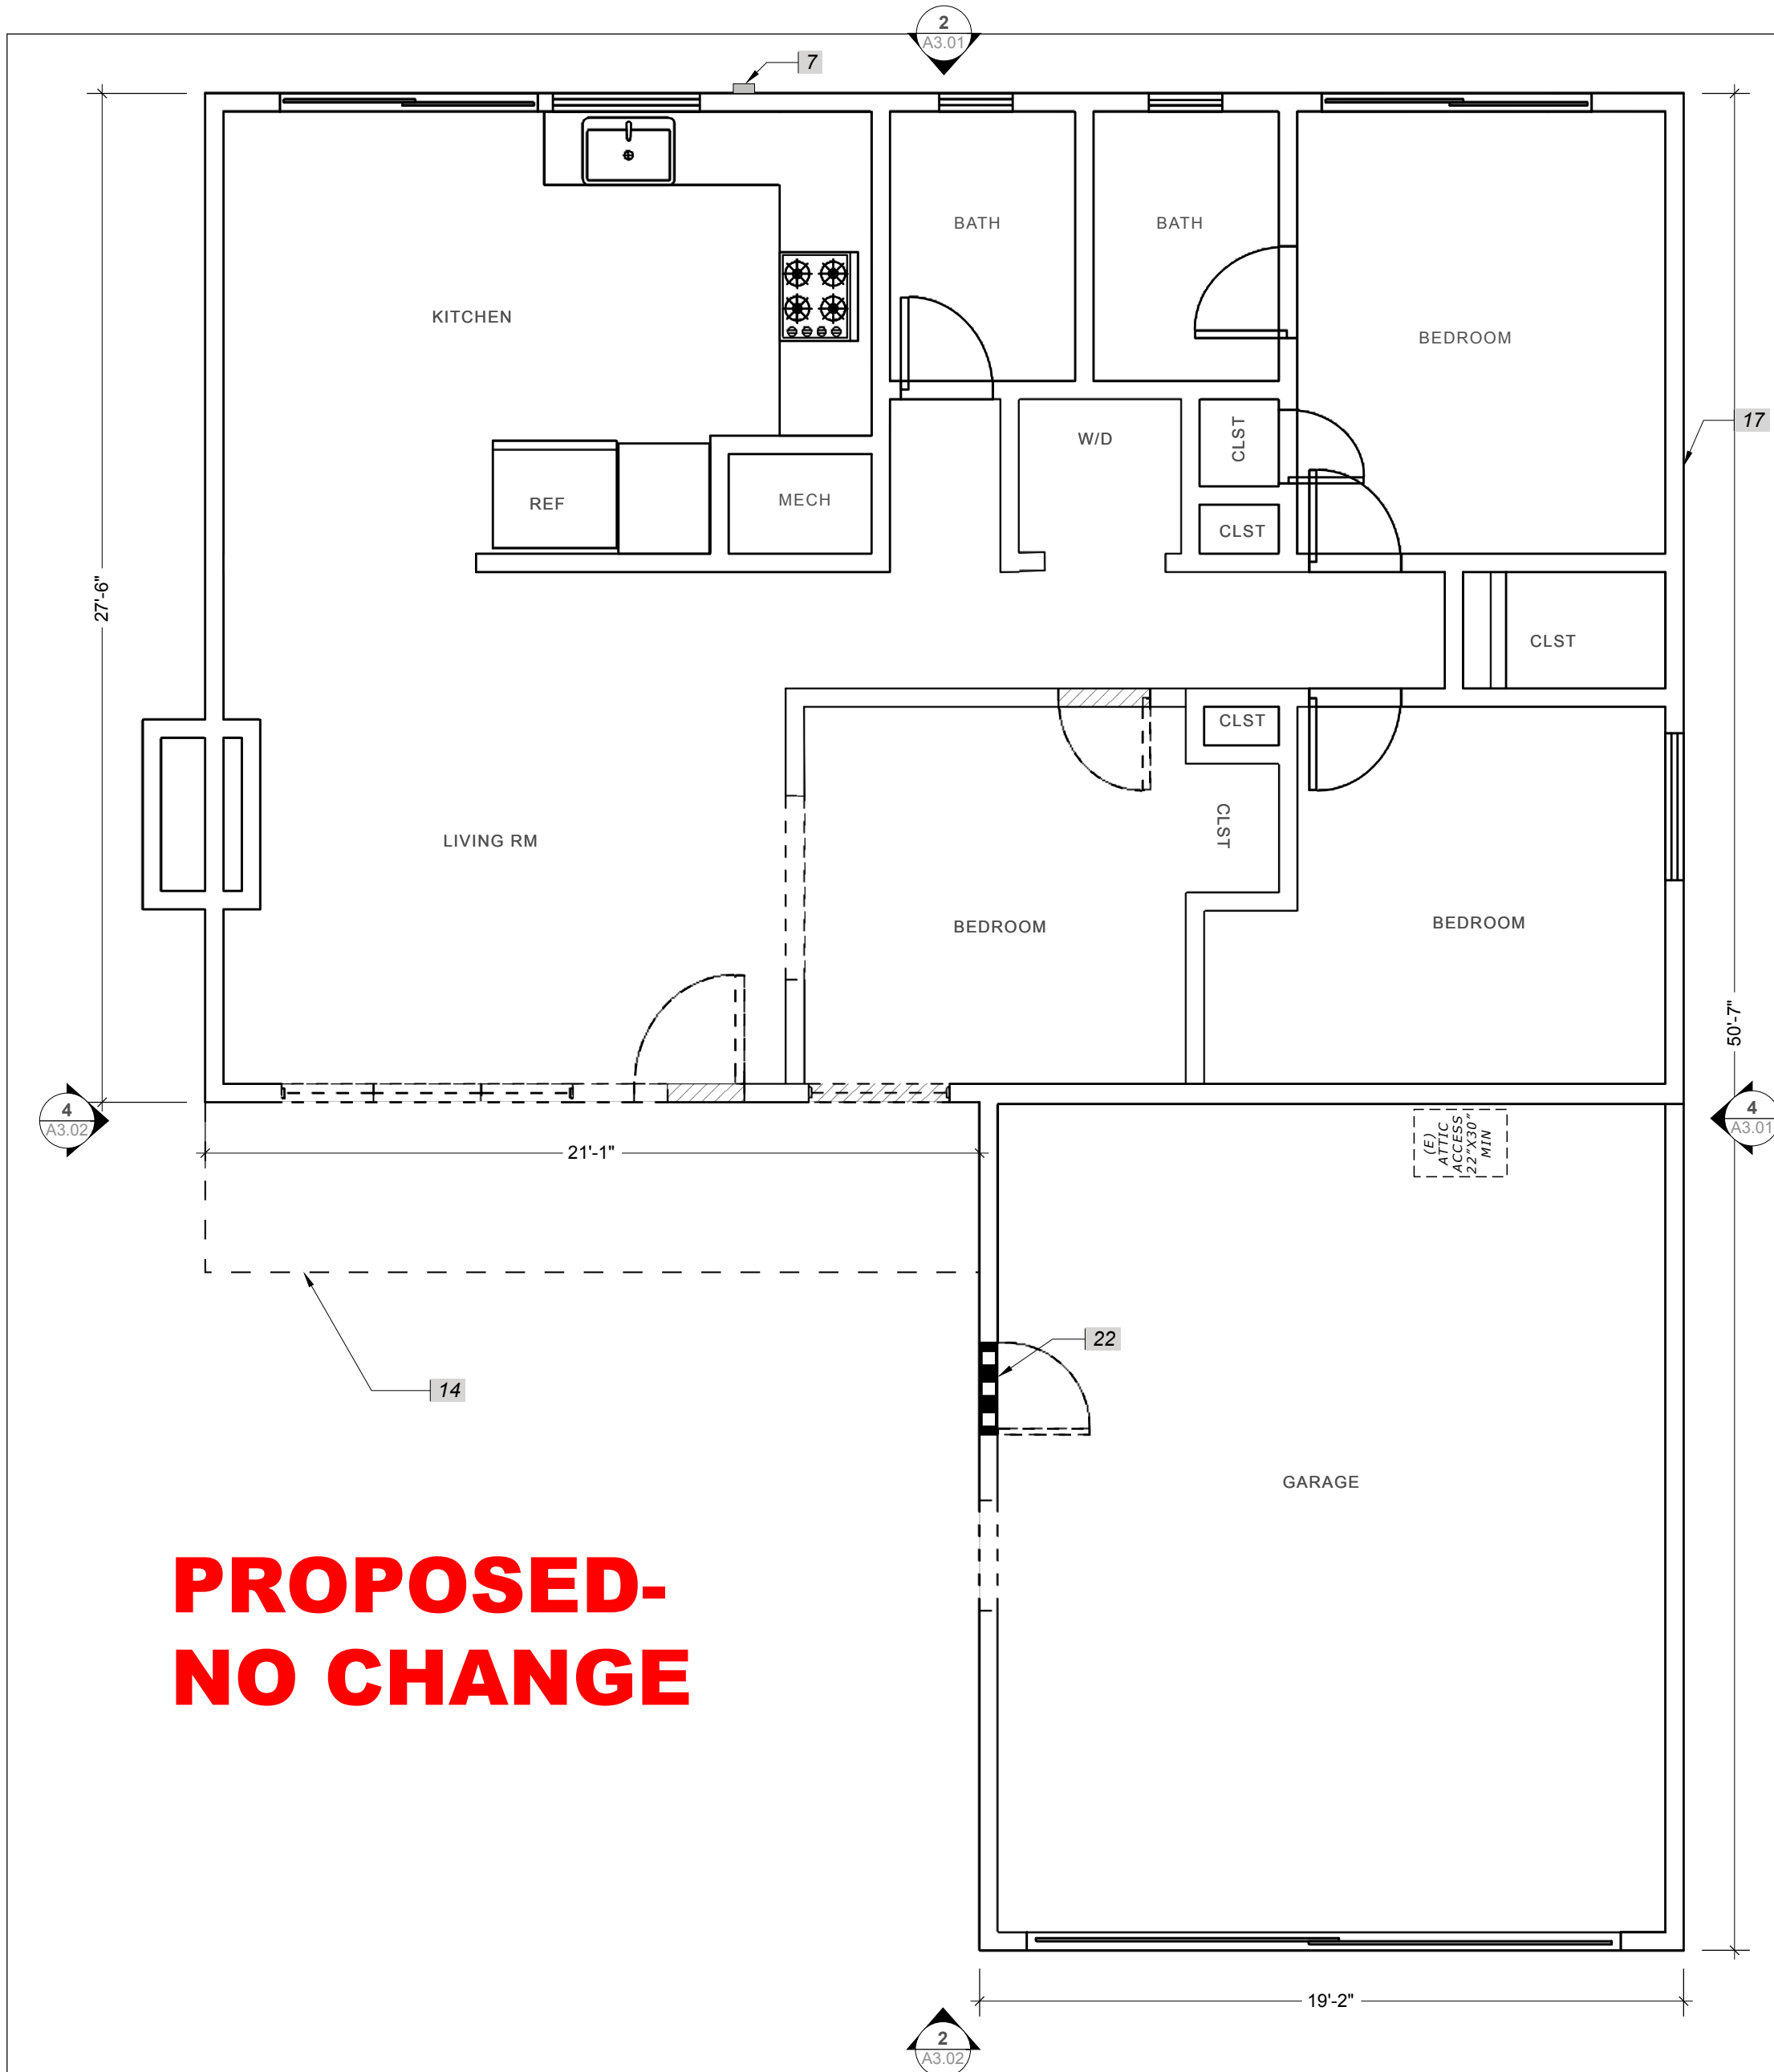 2
A3.01
7
BATH
BATH
KITCHEN
BEDROOM
17
W/D
CLST
REF
MECH
CLST
27'-6"
CLST
CLST
LIVING RM
CLST
BEDROOM
BEDROOM
50'-7"
4
A3.02
4
A3.01
(E)
ATTIC
ACCESS
22"X30"
MIN
21'-1"
22
14
GARAGE
PROPOSED-
NO CHANGE
19'-2"
2
A3.02